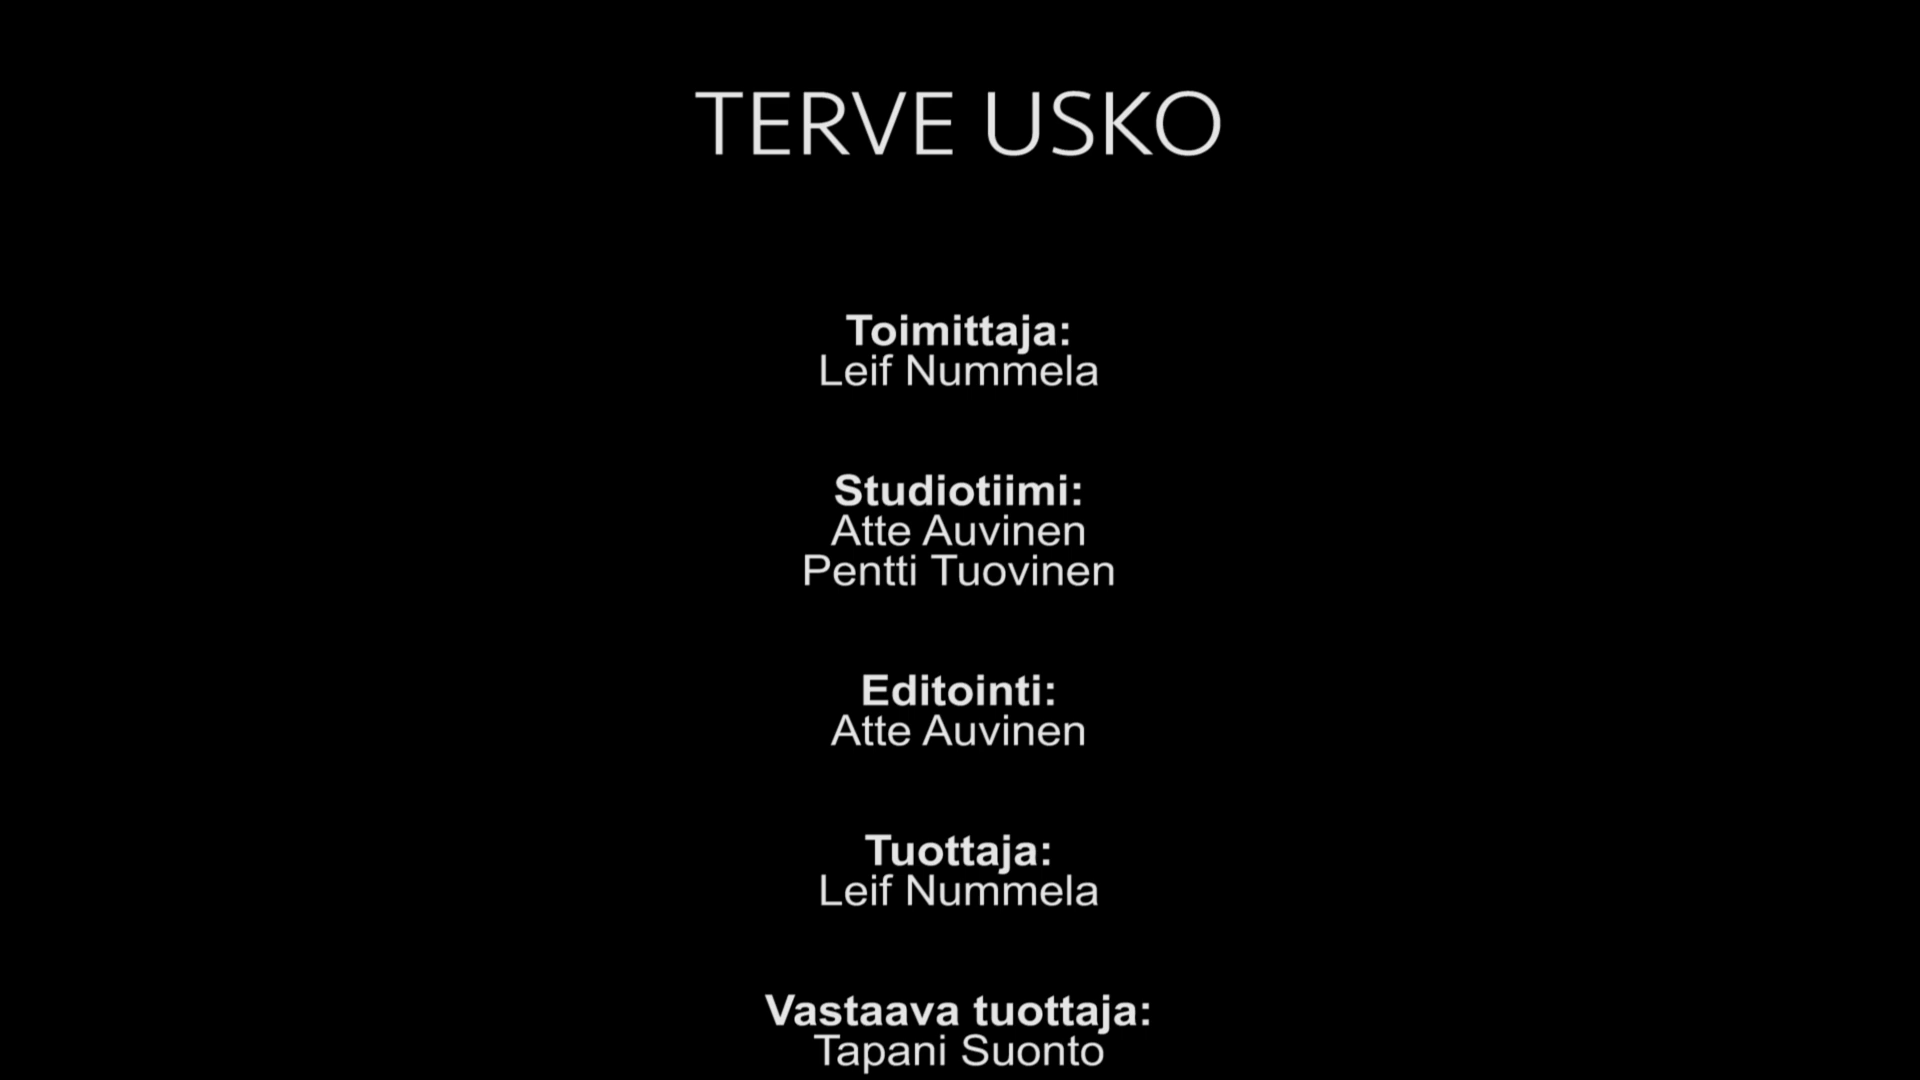 TERVE USKO
Toimittaja:
Leif Nummela
Studiotiimi:
Atte Auvinen
Pentti Tuovinen
Editointi:
Atte Auvinen
Tuottaja:
Leif Nummela
Vastaava tuottaja:
Tapani Suonto